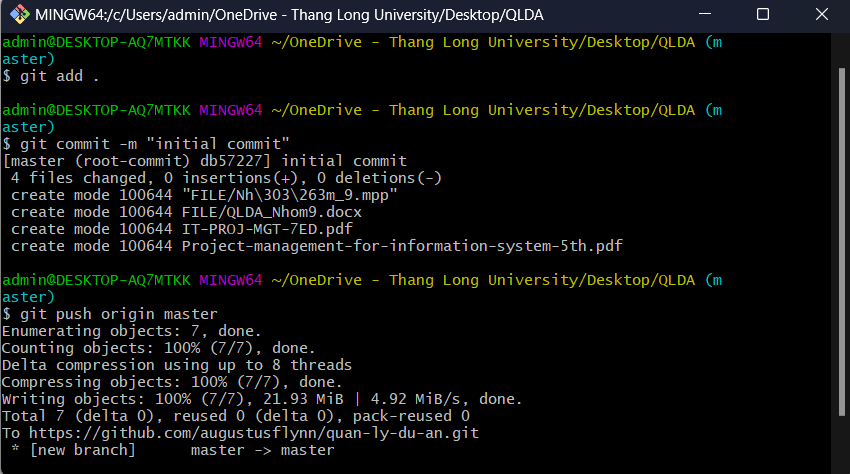 MINGW64:/c/Users/admin/OneDrive - Thang Long University/Desktop/QLDA
admin@DESKTOP-AQ7MTKK MINGW64 ~/OneDrive - Thang Long University/Desktop/QLDA (m
aster)
$ git add .
admin@DESKTOP-AQ7MTKK MINGW64 ~/OneDrive - Thang Long University/Desktop/QLDA (m
aster)
$ git commit -m "initial commit"
[master (root-commit) db57227] initial commit
 4 files changed, 0 insertions(+), 0 deletions(-)
 create mode 100644 "FILE/Nh\303\263m_9.mpp"
 create mode 100644 FILE/QLDA_Nhom9.docx
 create mode 100644 IT-PROJ-MGT-7ED.pdf
 create mode 100644 Project-management-for-information-system-5th.pdf
admin@DESKTOP-AQ7MTKK MINGW64 ~/OneDrive - Thang Long University/Desktop/QLDA (m
aster)
$ git push origin master
Enumerating objects: 7, done.
Counting objects: 100% (7/7), done.
Delta compression using up to 8 threads
Compressing objects: 100% (7/7), done.
Writing objects: 100% (7/7), 21.93 MiB | 4.92 MiB/s, done.
Total 7 (delta 0), reused 0 (delta 0), pack-reused 0
To https://github.com/augustusflynn/quan-ly-du-an.git
 * [new branch]      master -> master